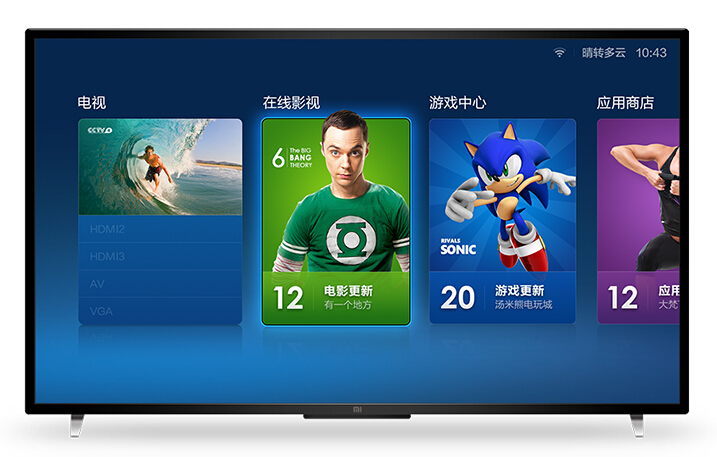 晴转多云 10:43
电视
在线影视
游戏中心
应用商店
CCTV
HDMI2
HDMI3
AV
VGA
6 The BIG
BANG
THEORY
12 电影更新
有一个地方
RIVALS
SONIC
20 游戏更新
汤米熊电玩城
12 应用
大梵
mi